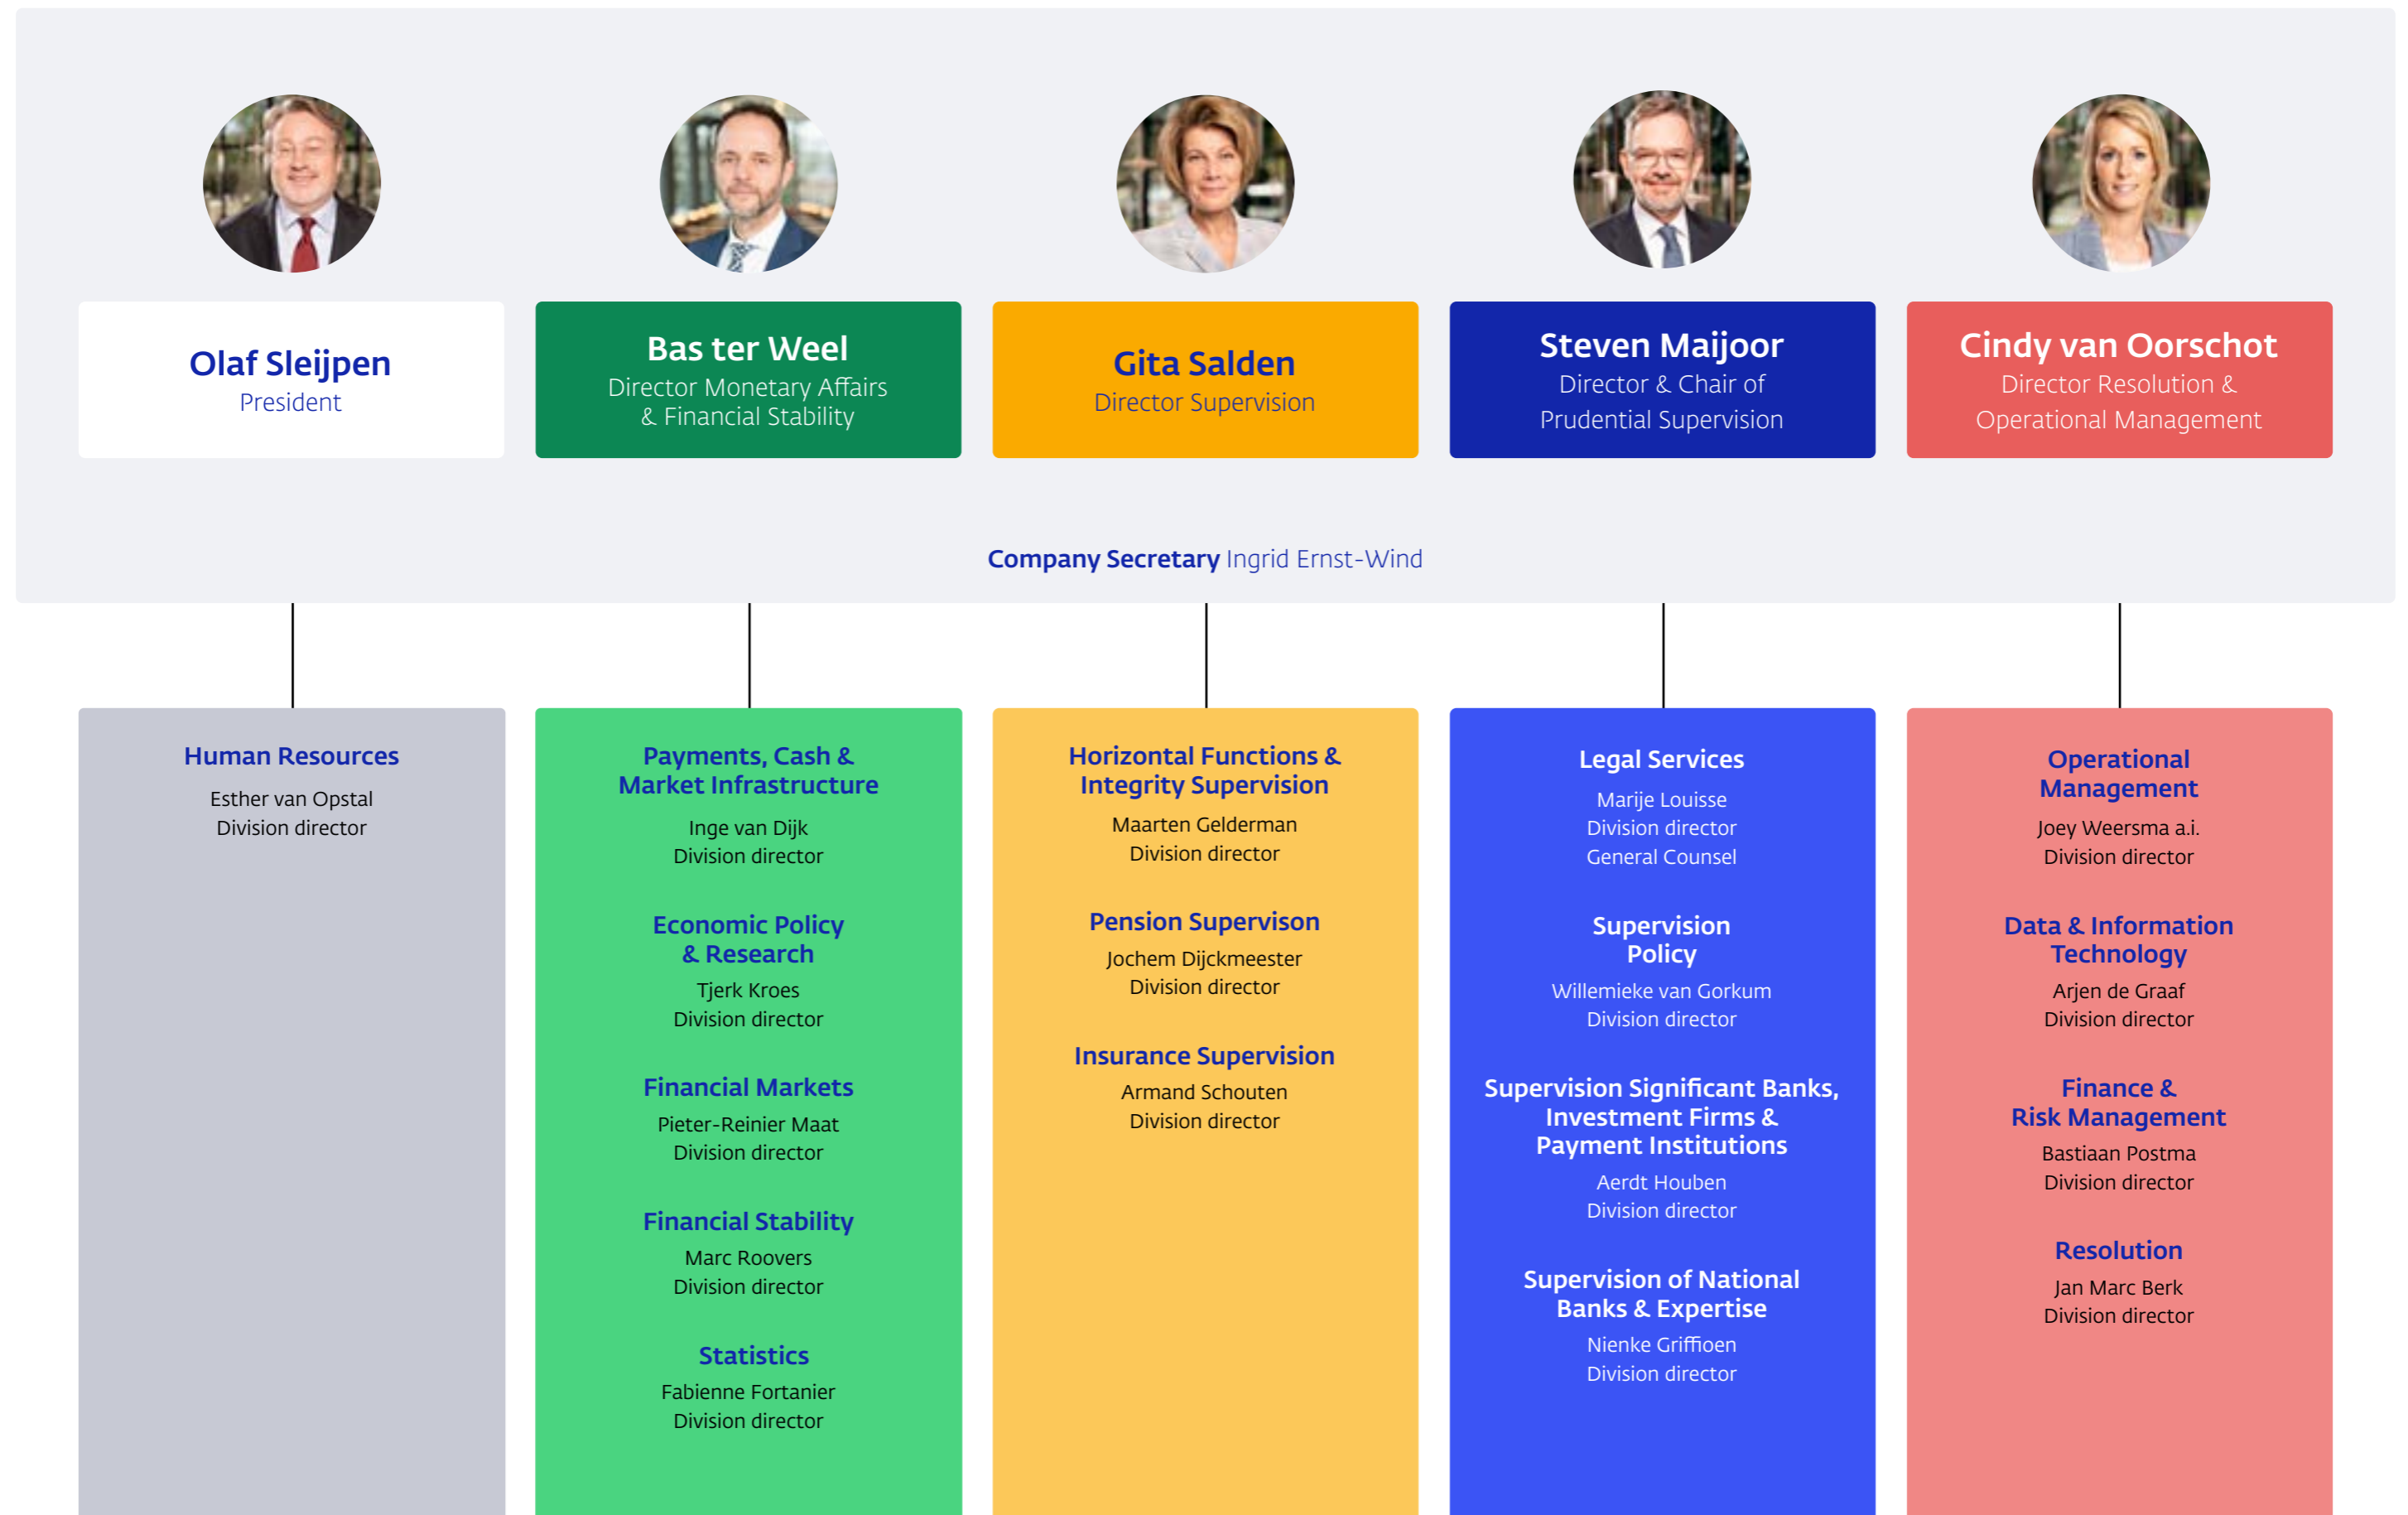 Olaf Sleijpen
President
Bas ter Weel
Director Monetary Affairs
& Financial Stability
Gita Salden
Director Supervision
Steven Maijoor
Director & Chair of
Prudential Supervision
Cindy van Oorschot
Director Resolution &
Operational Management
Company Secretary Ingrid Ernst-Wind
Human Resources
Esther van Opstal
Division director
Payments, Cash &
Market Infrastructure
Inge van Dijk
Division director
Economic Policy
& Research
Tjerk Kroes
Division director
Financial Markets
Pieter-Reinier Maat
Division director
Financial Stability
Marc Roovers
Division director
Statistics
Fabienne Fortanier
Division director
Horizontal Functions &
Integrity Supervision
Maarten Gelderman
Division director
Pension Supervison
Jochem Dijckmeester
Division director
Insurance Supervision
Armand Schouten
Division director
Legal Services
Marije Louisse
Division director
General Counsel
Supervision
Policy
Willemieke van Gorkum
Division director
Supervision Significant Banks,
Investment Firms &
Payment Institutions
Aerdt Houben
Division director
Supervision of National
Banks & Expertise
Nienke Griffioen
Division director
Operational
Management
Joey Weersma a.i.
Division director
Data & Information
Technology
Arjen de Graaf
Division director
Finance &
Risk Management
Bastiaan Postma
Division director
Resolution
Jan Marc Berk
Division director